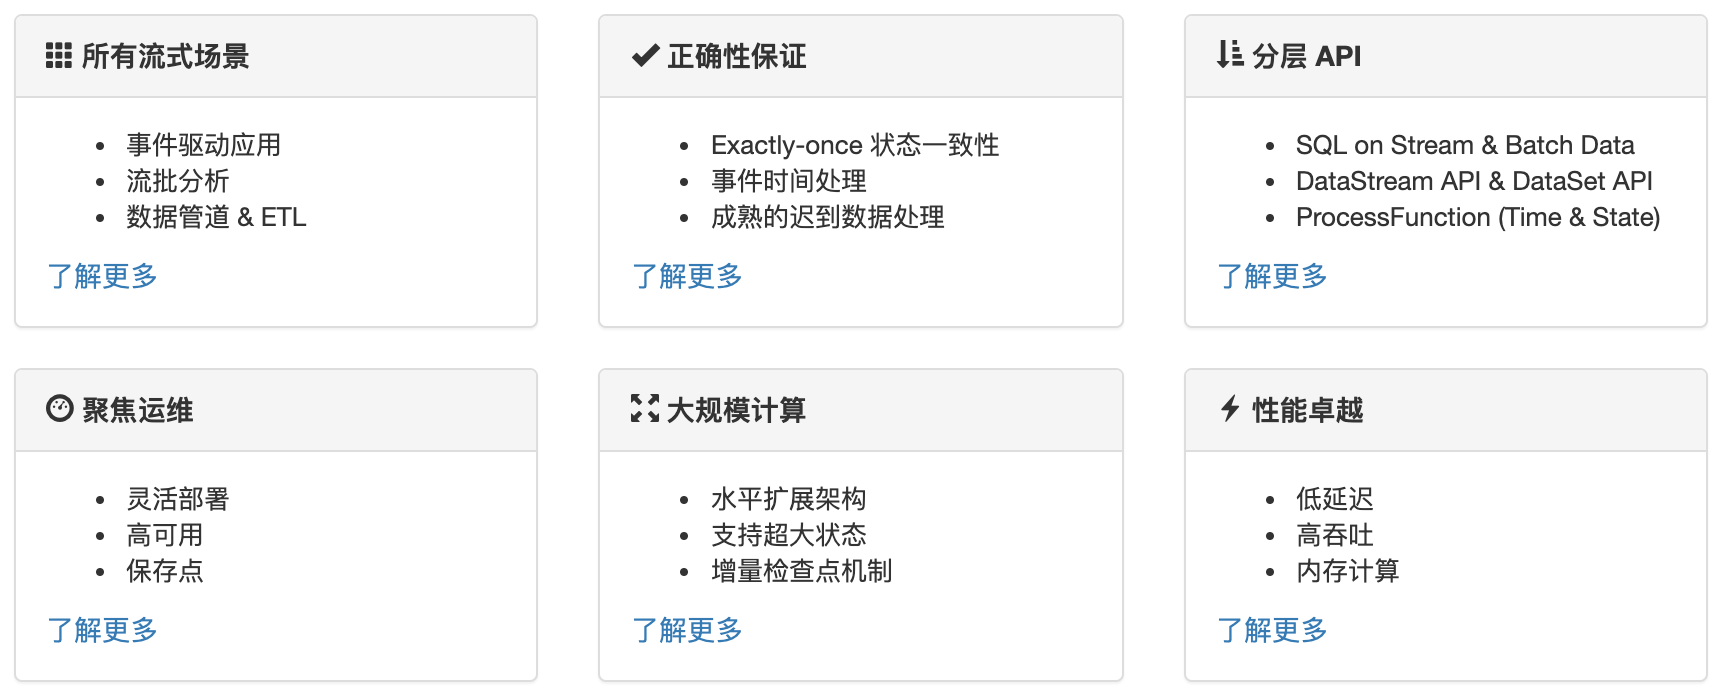 所有流式场景
事件驱动应用
流批分析
数据管道 & ETL
了解更多
正确性保证
Exactly-once 状态一致性
事件时间处理
成熟的迟到数据处理
了解更多
分层 API
SQL on Stream & Batch Data
DataStream API & DataSet API
ProcessFunction (Time & State)
了解更多
聚焦运维
灵活部署
高可用
保存点
了解更多
大规模计算
水平扩展架构
支持超大状态
增量检查点机制
了解更多
性能卓越
低延迟
高吞吐
内存计算
了解更多